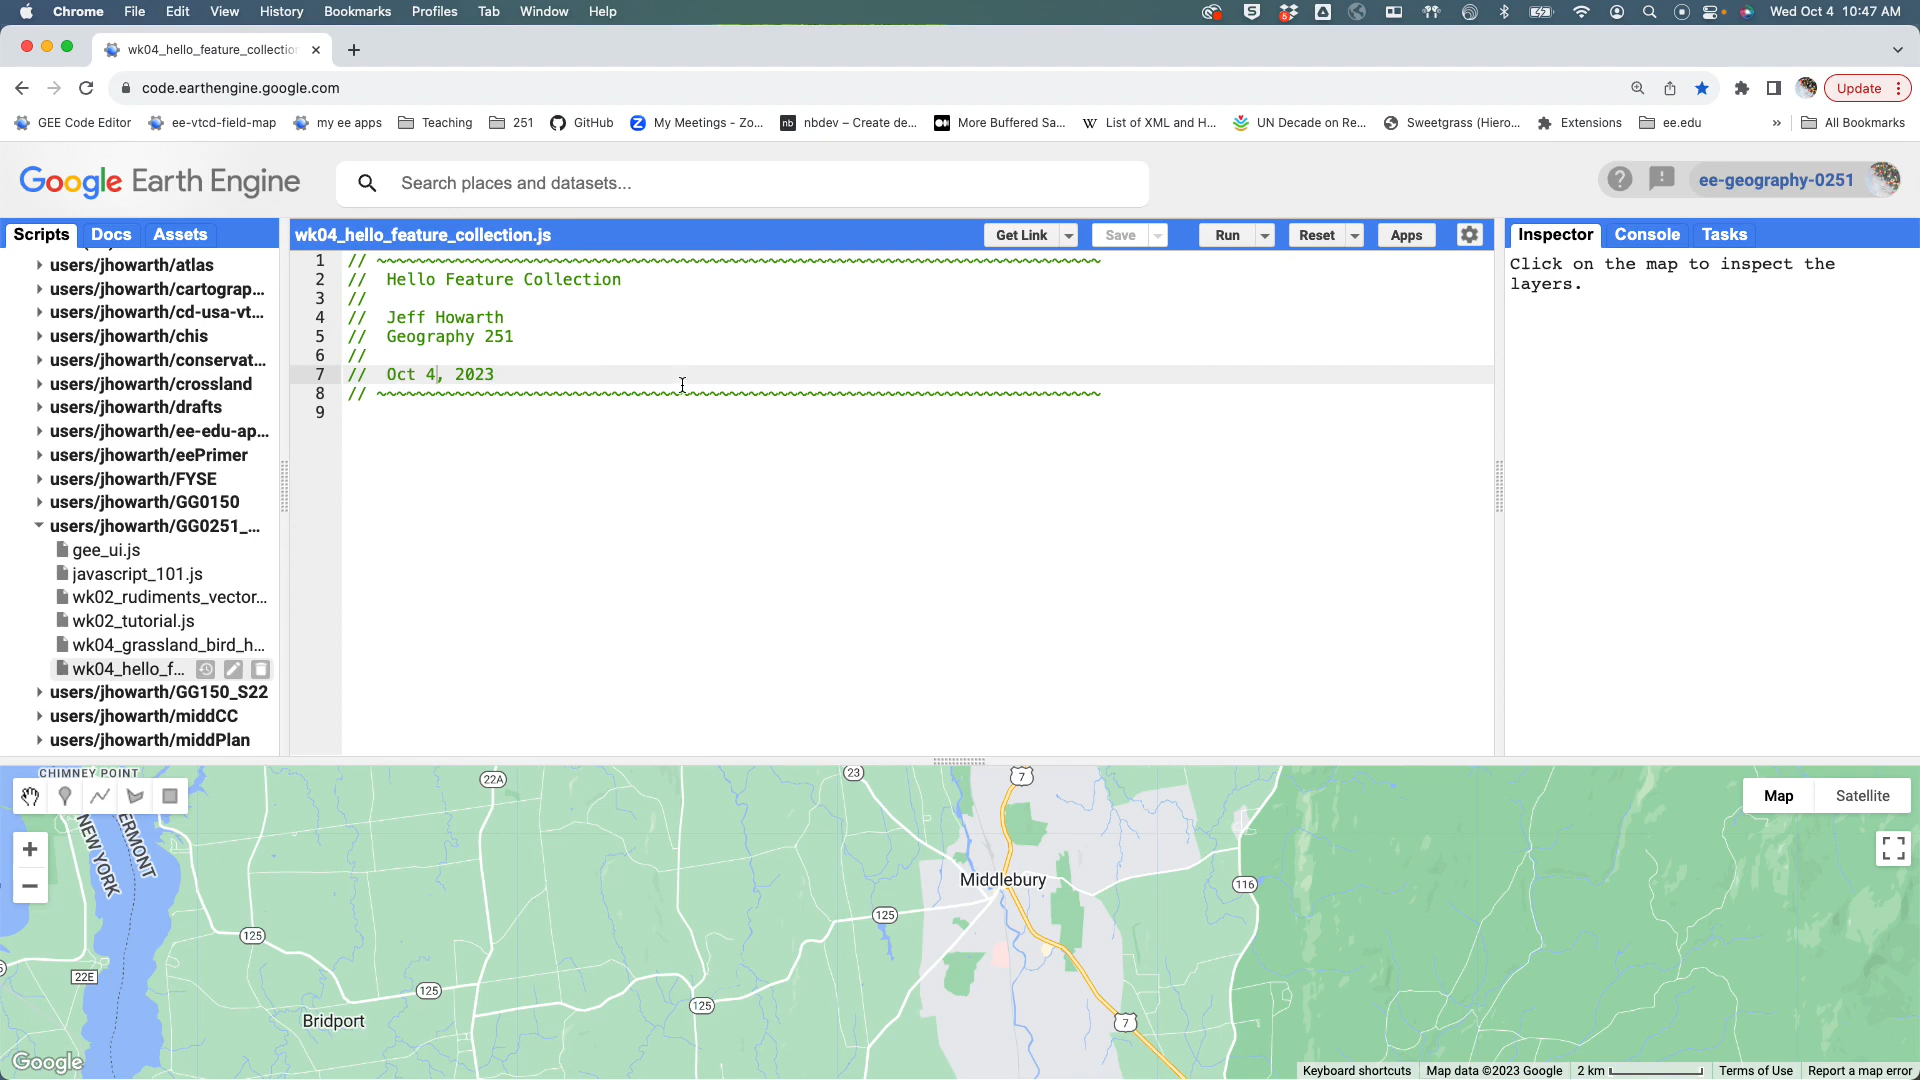 Chrome File Edit View History Bookmarks Profiles Tab Window Help
5
Wed Oct 4 10:47 AM
wk04_hello_feature_collection
code.earthengine.google.com
Update
GEE Code Editor ee-vtcd-field-map my ee apps Teaching 251 GitHub My Meetings - Zo... nbdev – Create de... More Buffered Sa... List of XML and H... UN Decade on Re... Sweetgrass (Hiero... Extensions ee.edu » All Bookmarks
Google Earth Engine
Search places and datasets...
ee-geography-0251
Scripts Docs Assets
wk04_hello_feature_collection.js
Get Link Save Run Reset Apps
Inspector Console Tasks
users/jhowarth/atlas
users/jhowarth/cartograp...
users/jhowarth/cd-usa-vt...
users/jhowarth/chis
users/jhowarth/conservat...
users/jhowarth/crossland
users/jhowarth/drafts
users/jhowarth/ee-edu-ap...
users/jhowarth/eePrimer
users/jhowarth/FYSE
users/jhowarth/GG0150
users/jhowarth/GG0251_...
gee_ui.js
javascript_101.js
wk02_rudiments_vector...
wk02_tutorial.js
wk04_grassland_bird_h...
wk04_hello_f...
users/jhowarth/GG150_S22
users/jhowarth/middCC
users/jhowarth/middPlan
1 // ~~~~~~~~~~~~~~~~~~~~~~~~~~~~~~~~~~~~~~~~~~~~~~~~~~~~~~~~~~~~~~~~~~~~~~~~~~
2 // Hello Feature Collection
3 //
4 // Jeff Howarth
5 // Geography 251
6 //
7 // Oct 4, 2023
8 // ~~~~~~~~~~~~~~~~~~~~~~~~~~~~~~~~~~~~~~~~~~~~~~~~~~~~~~~~~~~~~~~~~~~~~~~~~~
9
Click on the map to inspect the
layers.
CHIMNEY POINT
22A
23
7
Map Satellite
NEW YORK
VERMONT
Middlebury
116
125
125
22E
125
125
Bridport
7
Google
Keyboard shortcuts Map data ©2023 Google 2 km Terms of Use Report a map error